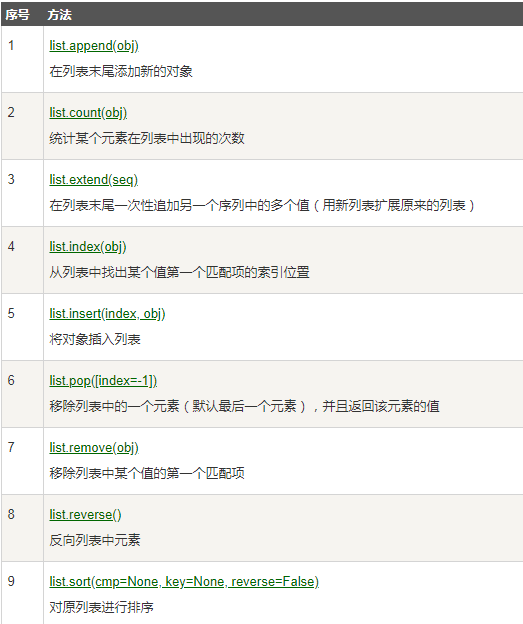 序号 方法
1 list.append(obj)
在列表末尾添加新的对象
2 list.count(obj)
统计某个元素在列表中出现的次数
3 list.extend(seq)
在列表末尾一次性追加另一个序列中的多个值（用新列表扩展原来的列表）
4 list.index(obj)
从列表中找出某个值第一个匹配项的索引位置
5 list.insert(index, obj)
将对象插入列表
6 list.pop([index=-1])
移除列表中的一个元素（默认最后一个元素），并且返回该元素的值
7 list.remove(obj)
移除列表中某个值的第一个匹配项
8 list.reverse()
反向列表中元素
9 list.sort(cmp=None, key=None, reverse=False)
对原列表进行排序